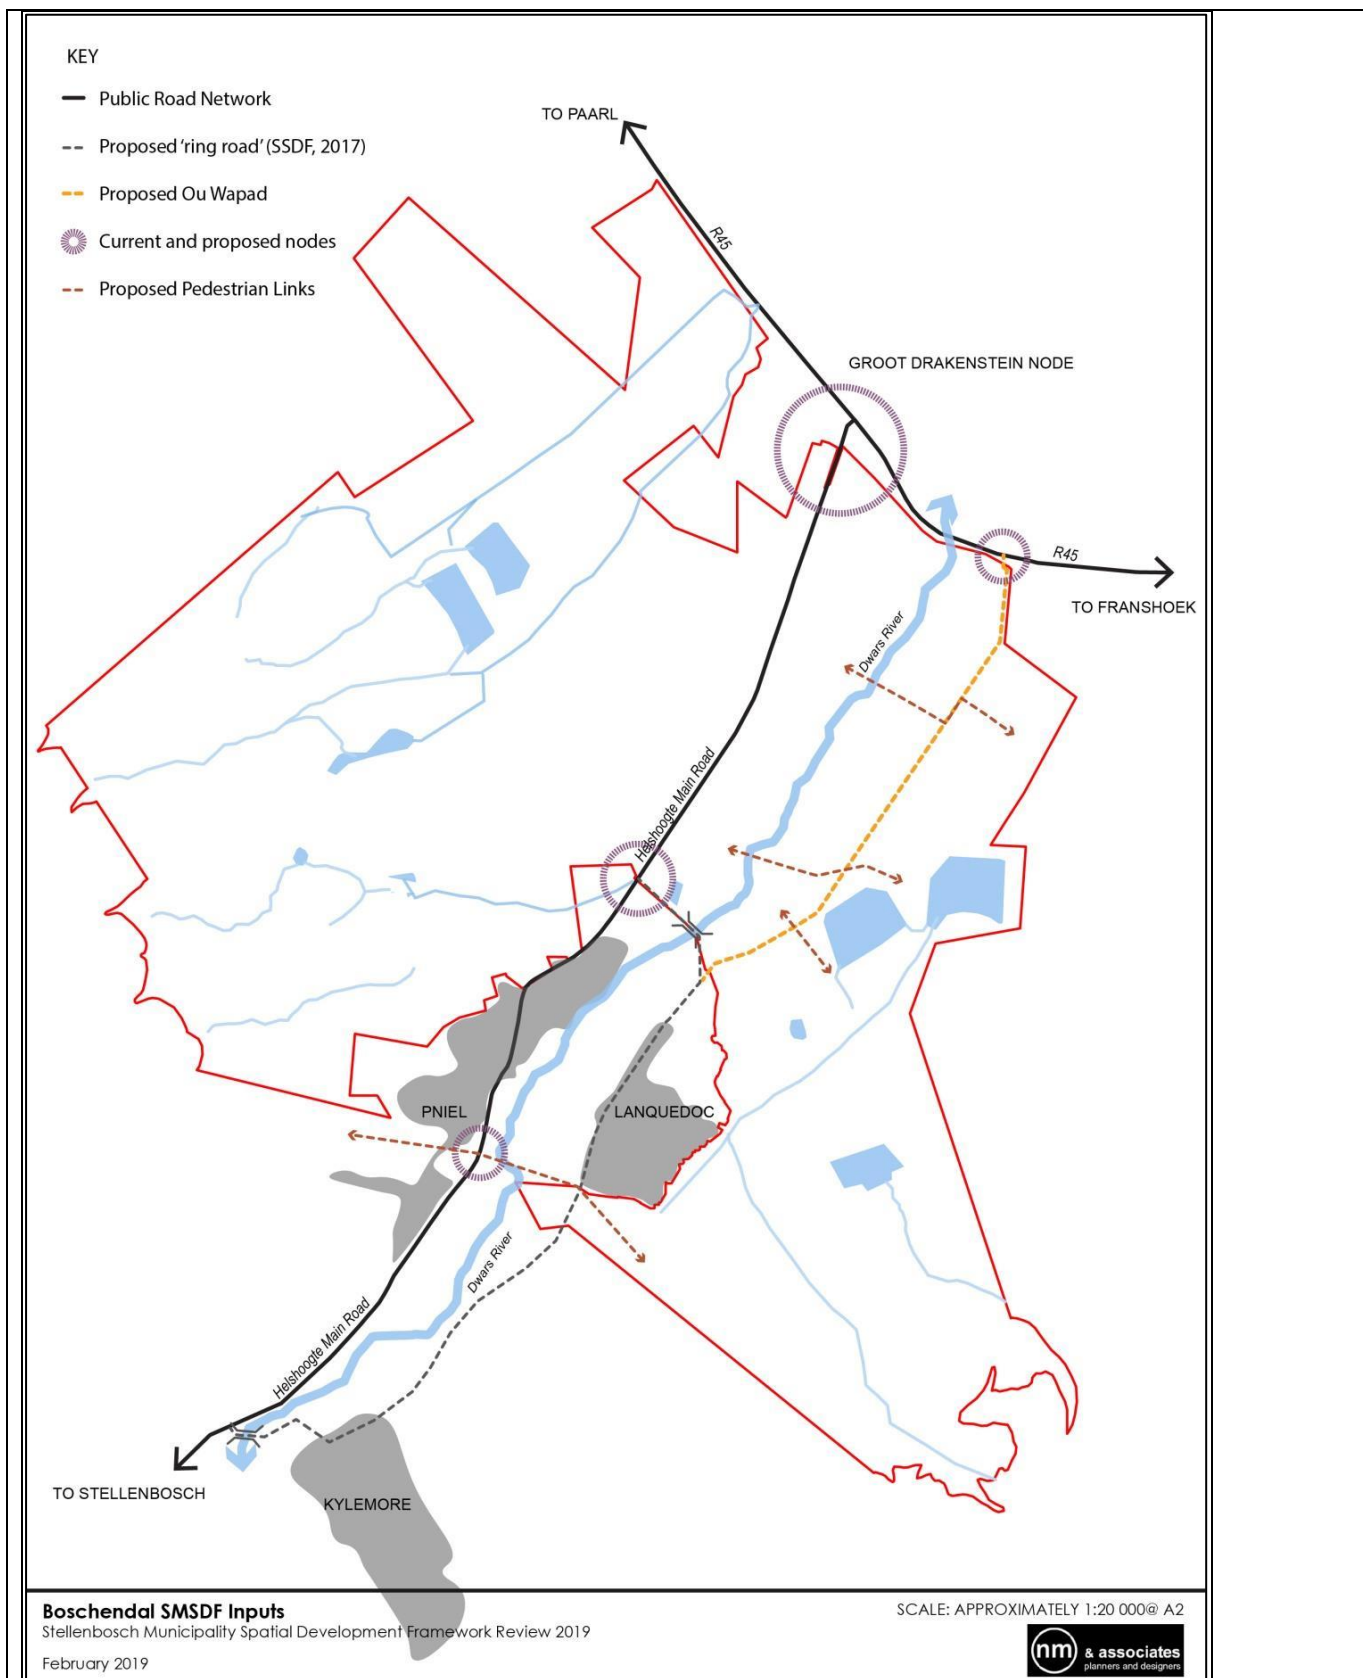 KEY
Public Road Network
Proposed 'ring road' (SSDF, 2017)
Proposed Ou Wapad
Current and proposed nodes
Proposed Pedestrian Links
TO PAARL
R45
GROOT DRAKENSTEIN NODE
R45
TO FRANSHOEK
Dwars River
Helshoogte Main Road
PNIEL
LANQUEDOC
Dwars River
Helshoogte Main Road
TO STELLENBOSCH
KYLEMORE
Boschendal SMSDF Inputs
Stellenbosch Municipality Spatial Development Framework Review 2019
February 2019
SCALE: APPROXIMATELY 1:20 000@ A2
nm & associates
planners and designers